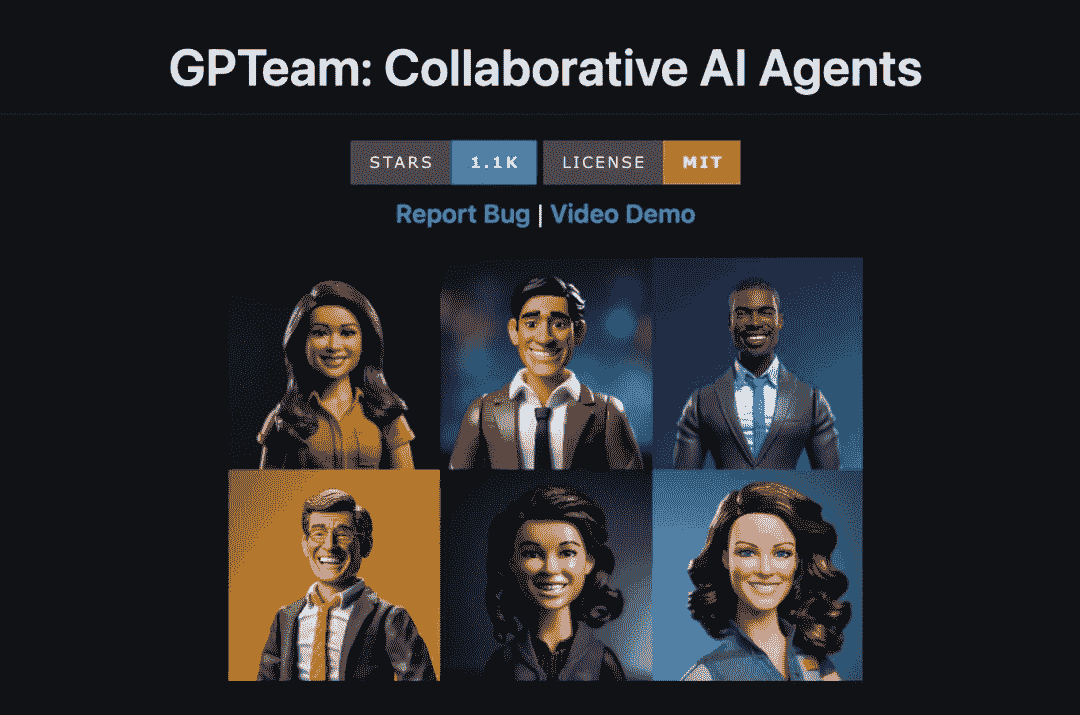 GPTeam: Collaborative AI Agents
STARS 1.1K LICENSE MIT
Report Bug | Video Demo